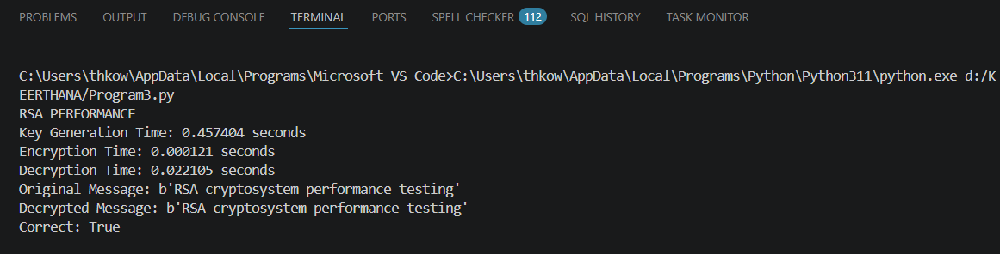 PROBLEMS OUTPUT DEBUG CONSOLE TERMINAL PORTS SPELL CHECKER 112 SQL HISTORY TASK MONITOR
C:\Users\thkow\AppData\Local\Programs\Microsoft VS Code>C:\Users\thkow\AppData\Local\Programs\Python\Python311\python.exe d:/K
EERTHANA/Program3.py
RSA PERFORMANCE
Key Generation Time: 0.457404 seconds
Encryption Time: 0.000121 seconds
Decryption Time: 0.022105 seconds
Original Message: b'RSA cryptosystem performance testing'
Decrypted Message: b'RSA cryptosystem performance testing'
Correct: True